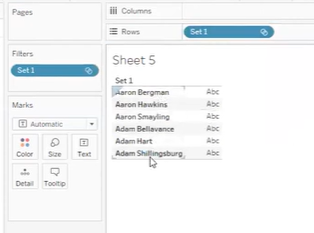 Pages
Columns
Rows
Set 1
Filters
Set 1
Marks
Automatic
Color
Size
Text
Detail
Tooltip
Sheet 5
Set 1
Aaron Bergman Abc
Aaron Hawkins Abc
Aaron Smayling Abc
Adam Bellavance Abc
Adam Hart Abc
Adam Shillingsburg Abc